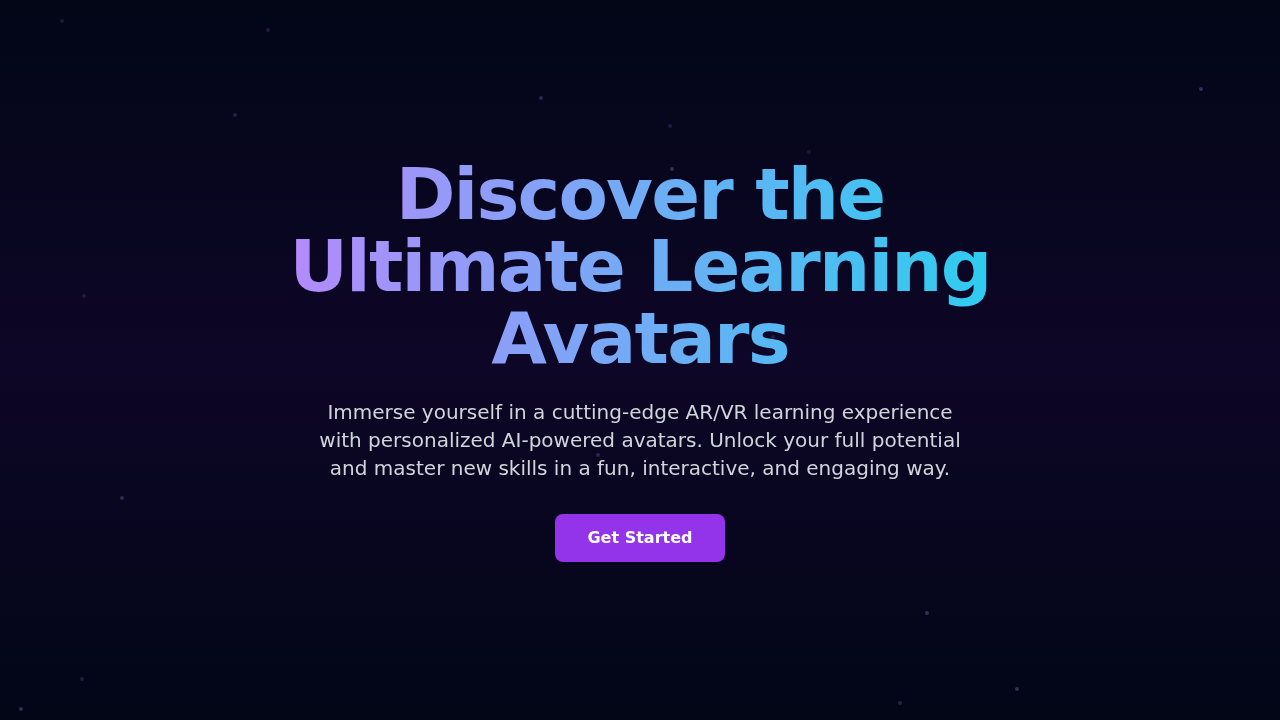 Discover the
Ultimate Learning
Avatars
Immerse yourself in a cutting-edge AR/VR learning experience
with personalized AI-powered avatars. Unlock your full potential
and master new skills in a fun, interactive, and engaging way.
Get Started